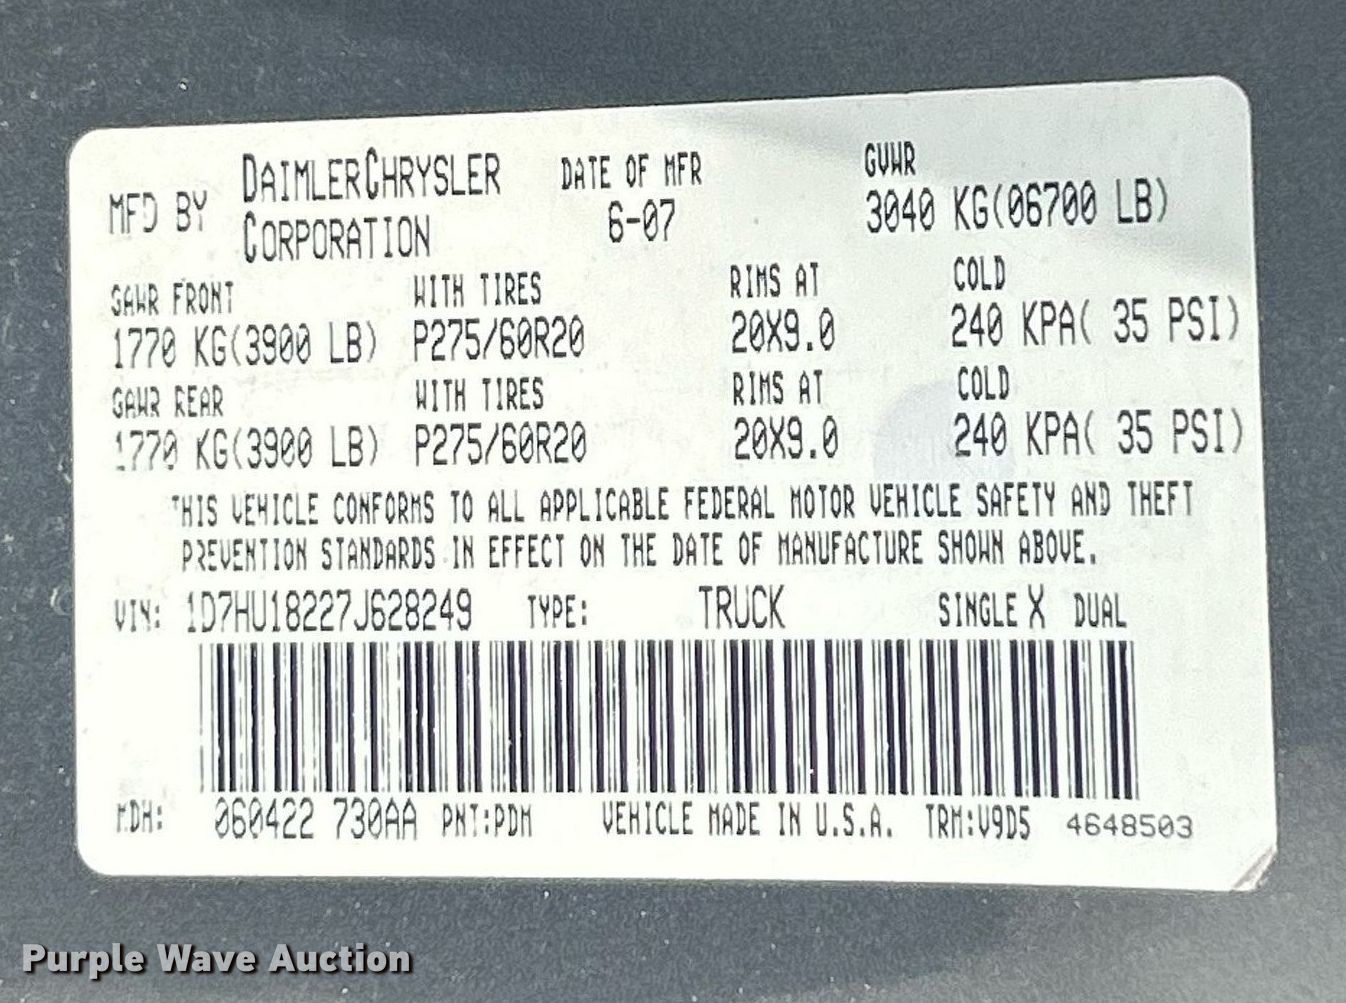 MFD BY DAIMLERCHRYSLER CORPORATION
DATE OF MFR 6-07
GVWR 3040 KG(06700 LB)
GAWR FRONT WITH TIRES RIMS AT COLD
1770 KG(3900 LB) P275/60R20 20X9.0 240 KPA( 35 PSI)
GAWR REAR WITH TIRES RIMS AT COLD
1770 KG(3900 LB) P275/60R20 20X9.0 240 KPA( 35 PSI)
THIS VEHICLE CONFORMS TO ALL APPLICABLE FEDERAL MOTOR VEHICLE SAFETY AND THEFT
PREVENTION STANDARDS IN EFFECT ON THE DATE OF MANUFACTURE SHOWN ABOVE.
VIN: 1D7HU18227J628249 TYPE: TRUCK SINGLE X DUAL
MDH: 060422 730AA PNT:PDM VEHICLE MADE IN U.S.A. TRM:V9D5 4648503
Purple Wave Auction